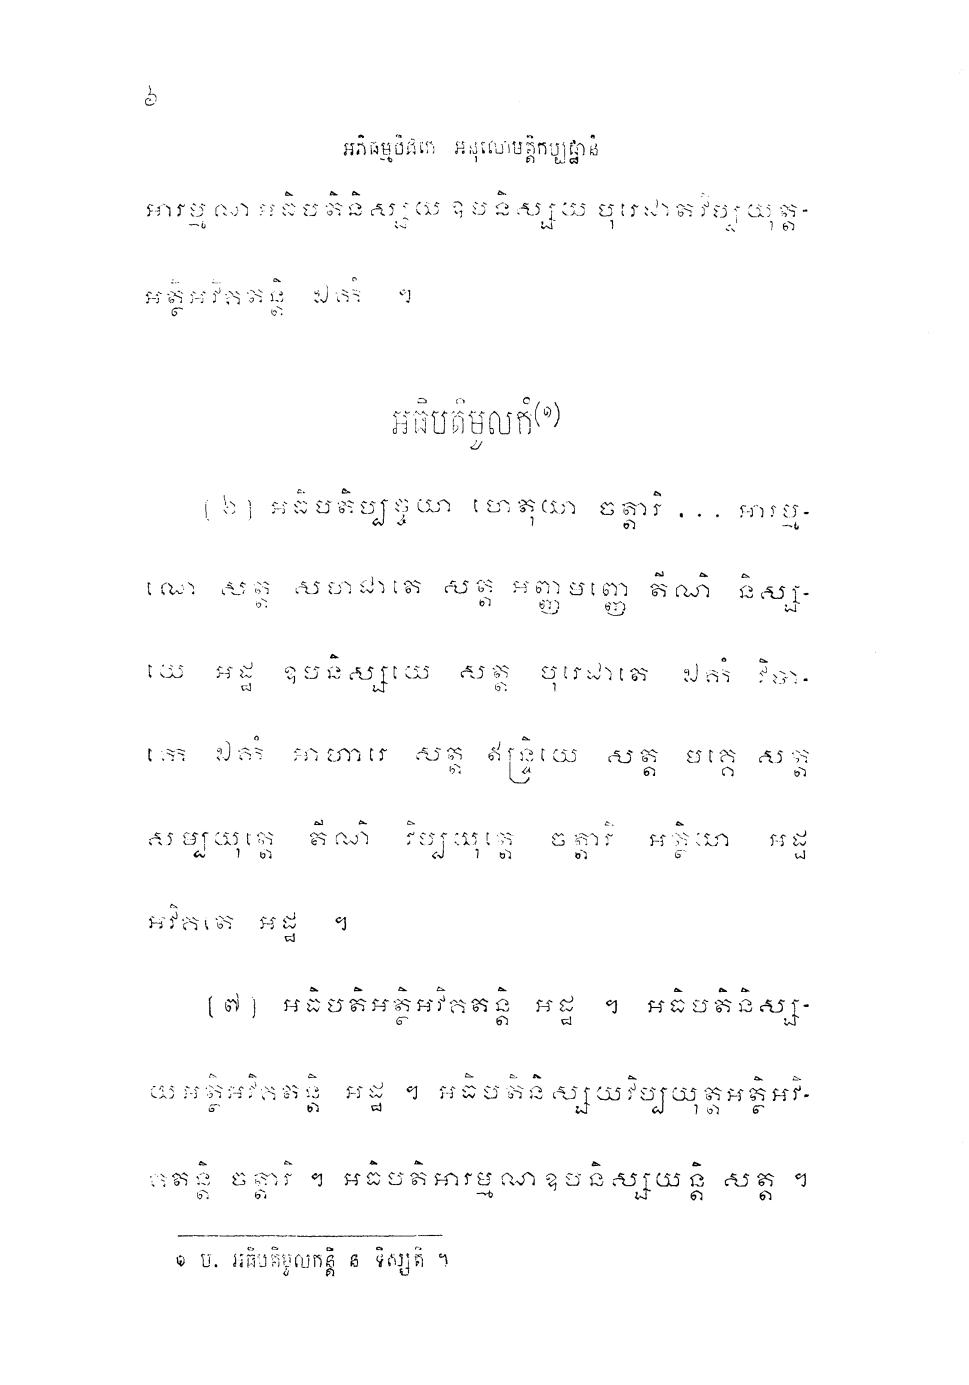 ៦
អភិធម្មបិដកេ អនុលោមត្តិកប្បដ្ឋានំ
អារម្មណាអធិបតិនិស្សយឧបនិស្សយបុរេជាតវិប្បយុត្ត-
អត្ថិអវិគតន្តិ ឯកំ ។
អធិបតិមូលកំ(១)
(៦) អធិបតិប្បច្ចយា ហេតុយា ចត្តារិ ... អារម្ម-
ណេ សត្ត សហជាតេ សត្ត អញ្ញមញ្ញេ តីណិ និស្ស-
យេ អដ្ឋ ឧបនិស្សយេ សត្ត បុរេជាតេ ឯកំ វិបា-
កេ ឯកំ អាហារេ សត្ត ឥន្ទ្រិយេ សត្ត មគ្គេ សត្ត
សម្បយុត្តេ តីណិ វិប្បយុត្តេ ចត្តារិ អត្ថិយា អដ្ឋ
អវិគតេ អដ្ឋ ។
(៧) អធិបតិអត្ថិអវិគតន្តិ អដ្ឋ ។ អធិបតិនិស្ស-
យអត្ថិអវិគតន្តិ អដ្ឋ ។ អធិបតិនិស្សយវិប្បយុត្តអត្ថិអវិ-
គតន្តិ ចត្តារិ ។ អធិបតិអារម្មណឧបនិស្សយន្តិ សត្ត ។
១ ប. អធិបតិមូលកន្តិ ន ទិស្សតិ ។